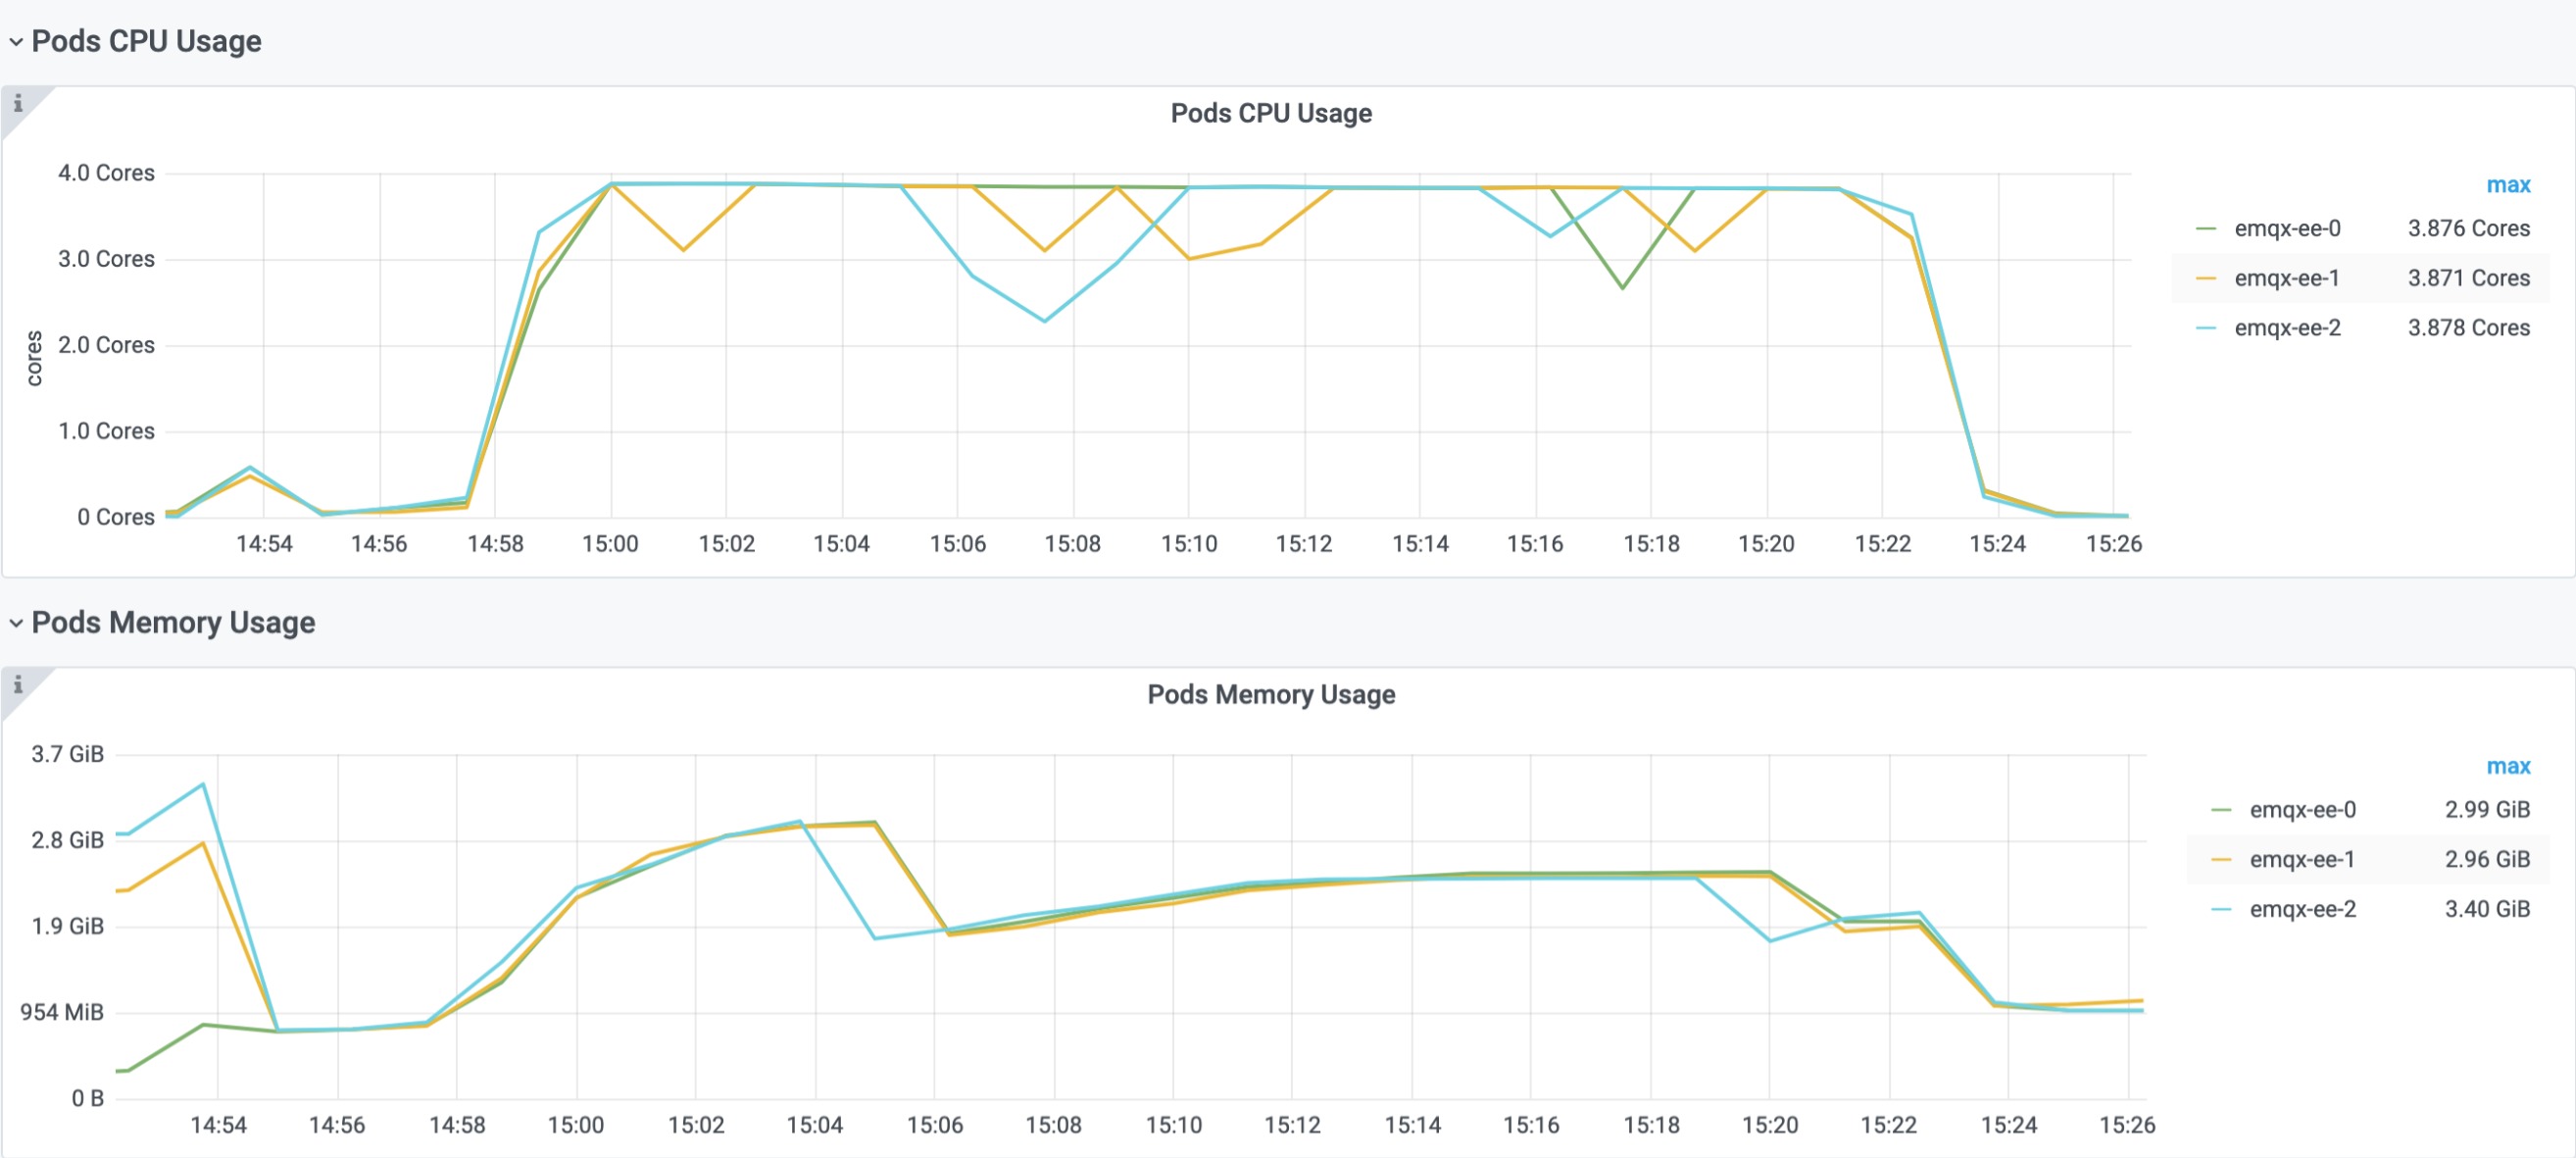 Pods CPU Usage
i
Pods CPU Usage
cores
4.0 Cores
3.0 Cores
2.0 Cores
1.0 Cores
0 Cores
14:54 14:56 14:58 15:00 15:02 15:04 15:06 15:08 15:10 15:12 15:14 15:16 15:18 15:20 15:22 15:24 15:26
max
emqx-ee-0 3.876 Cores
emqx-ee-1 3.871 Cores
emqx-ee-2 3.878 Cores
Pods Memory Usage
i
Pods Memory Usage
3.7 GiB
2.8 GiB
1.9 GiB
954 MiB
0 B
14:54 14:56 14:58 15:00 15:02 15:04 15:06 15:08 15:10 15:12 15:14 15:16 15:18 15:20 15:22 15:24 15:26
max
emqx-ee-0 2.99 GiB
emqx-ee-1 2.96 GiB
emqx-ee-2 3.40 GiB